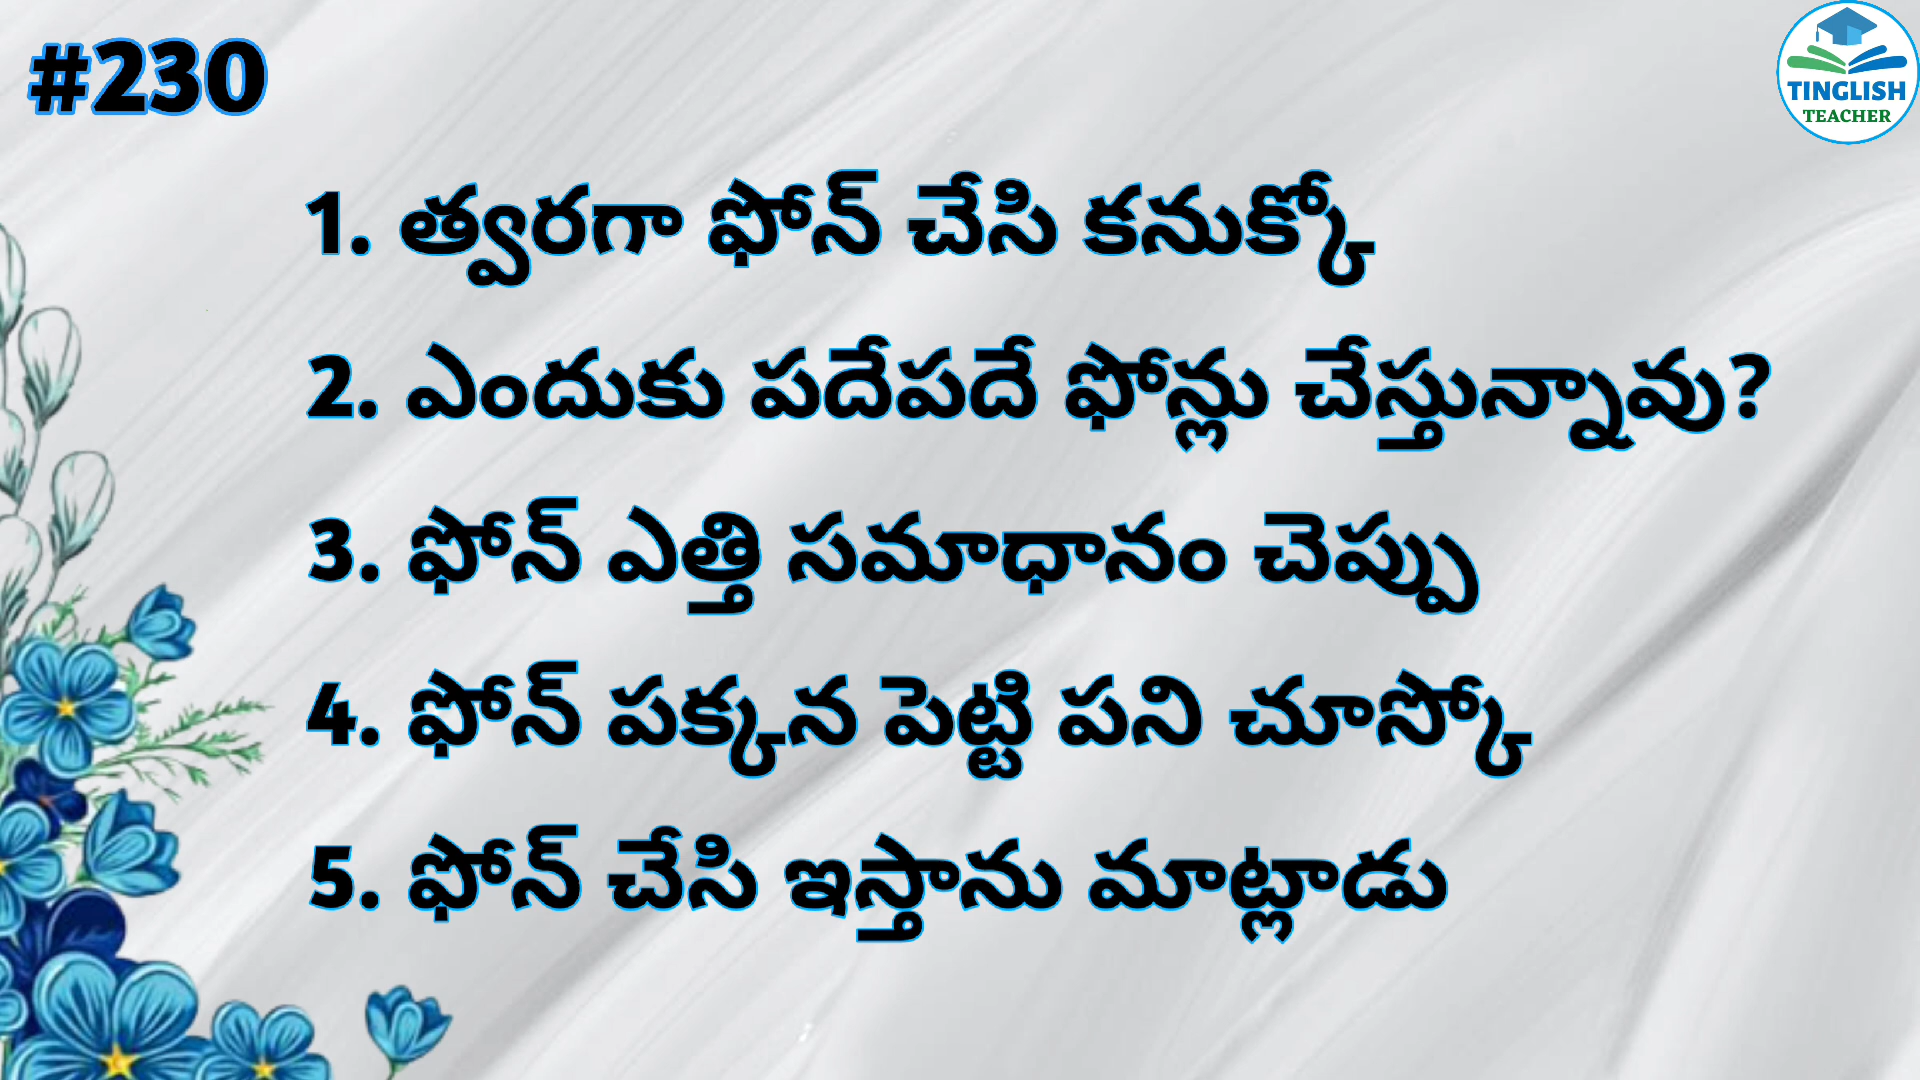 #230
TINGLISH
TEACHER
1. త్వరగా ఫోన్ చేసి కనుక్కో
2. ఎందుకు పదేపదే ఫోన్లు చేస్తున్నావు?
3. ఫోన్ ఎత్తి సమాధానం చెప్పు
4. ఫోన్ పక్కన పెట్టి పని చూస్కో
5. ఫోన్ చేసి ఇస్తాను మాట్లాడు